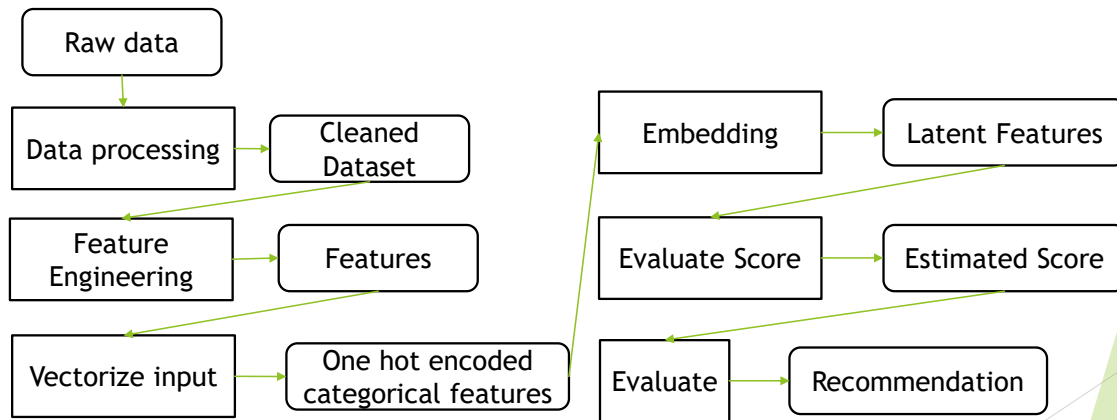 Raw data
Data processing
Cleaned
Dataset
Feature
Engineering
Features
Vectorize input
One hot encoded
categorical features
Embedding
Latent Features
Evaluate Score
Estimated Score
Evaluate
Recommendation